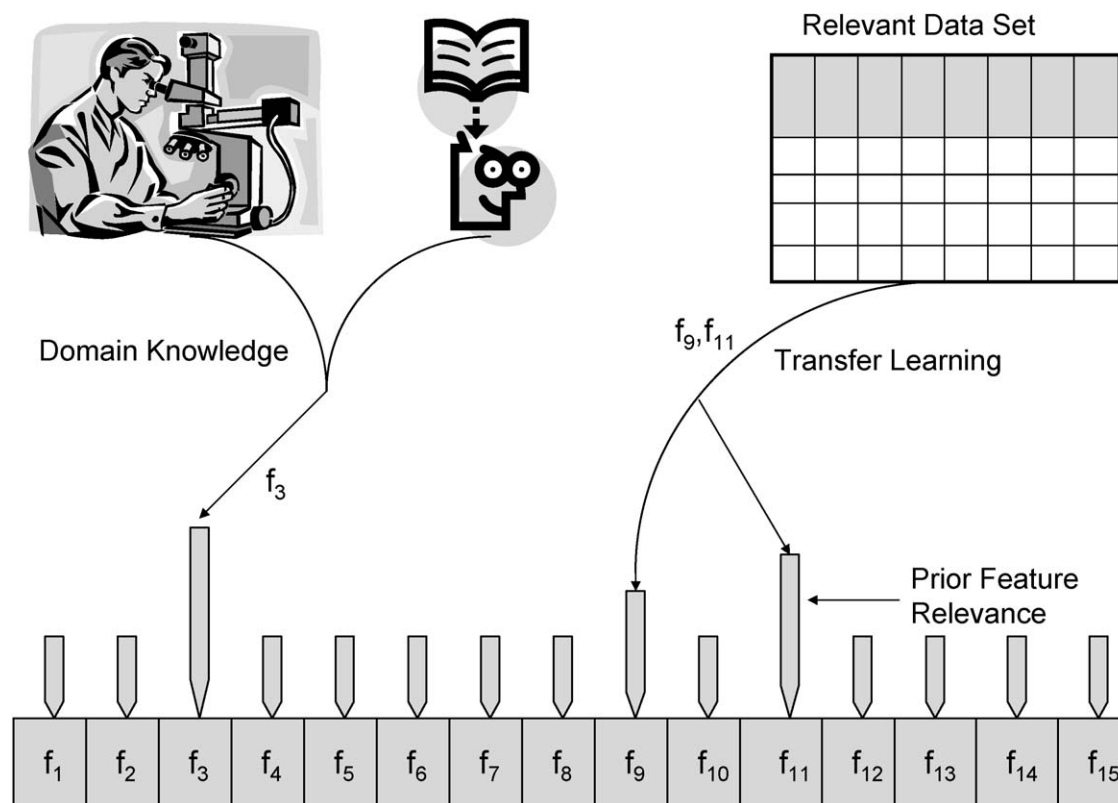 Relevant Data Set
f₉,f₁₁
Domain Knowledge
Transfer Learning
f₃
Prior Feature
Relevance
f₁ f₂ f₃ f₄ f₅ f₆ f₇ f₈ f₉ f₁₀ f₁₁ f₁₂ f₁₃ f₁₄ f₁₅